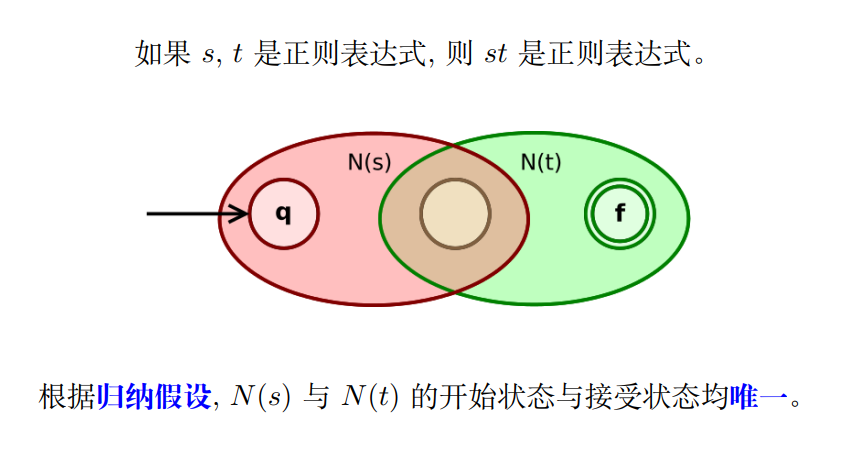 如果 s, t 是正则表达式, 则 st 是正则表达式。
N(s) N(t)
q f
根据归纳假设, N(s) 与 N(t) 的开始状态与接受状态均唯一。